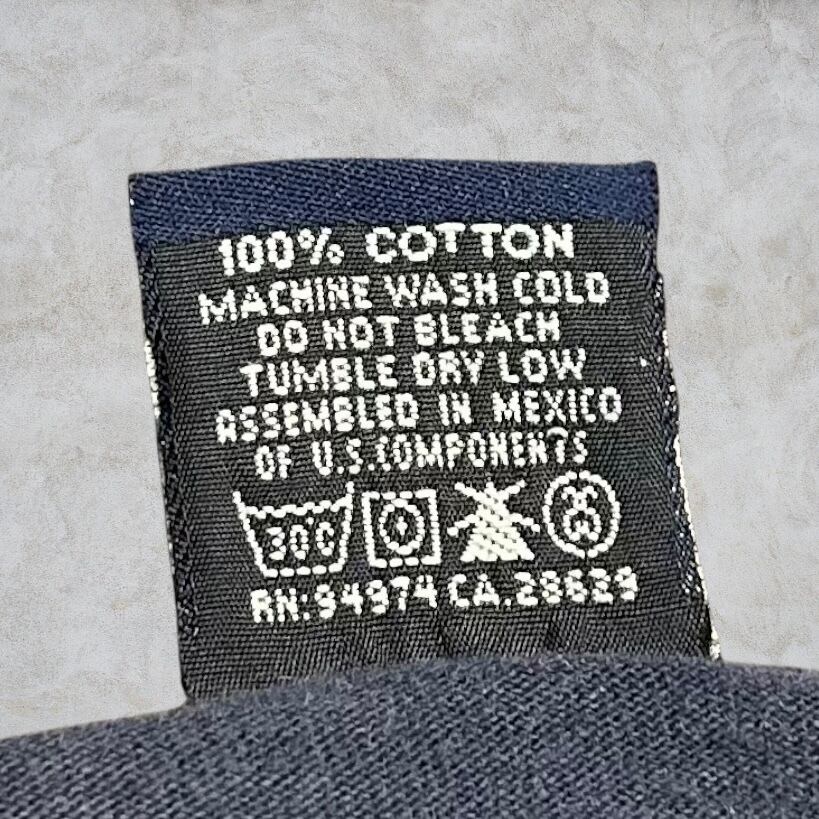 100% COTTON
MACHINE WASH COLD
DO NOT BLEACH
TUMBLE DRY LOW
ASSEMBLED IN MEXICO
OF U.S.COMPONENTS
30C
RN:94974 CA.28629